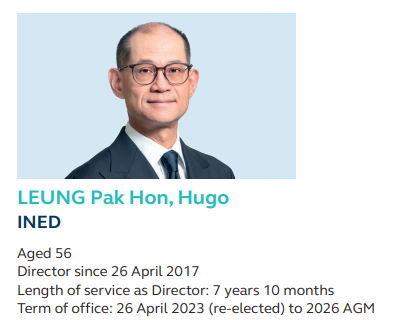 LEUNG Pak Hon, Hugo
INED
Aged 56
Director since 26 April 2017
Length of service as Director: 7 years 10 months
Term of office: 26 April 2023 (re-elected) to 2026 AGM